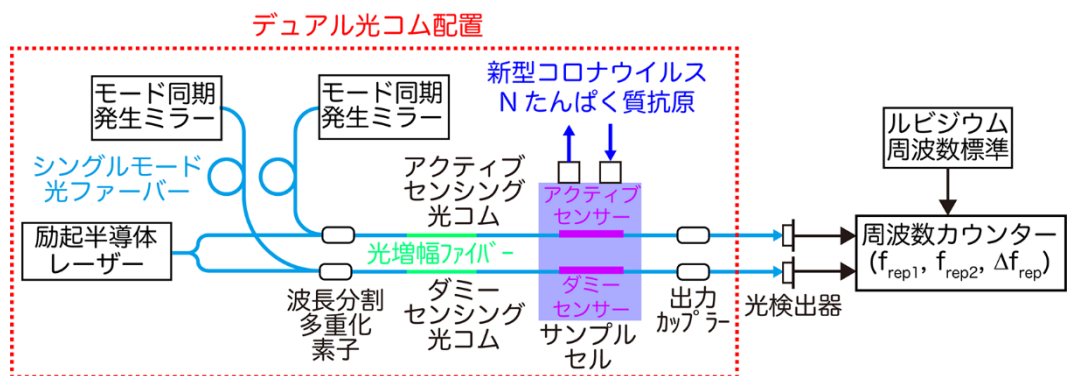 デュアル光コム配置
モード同期
発生ミラー
モード同期
発生ミラー
新型コロナウイルス
Nたんぱく質抗原
ルビジウム
周波数標準
シングルモード
光ファーバー
アクティブ
センシング
光コム
アクティブ
センサー
励起半導体
レーザー
光増幅ファイバー
周波数カウンター
(frep1, frep2, Δfrep)
波長分割
多重化
素子
ダミー
センシング
光コム
ダミー
センサー
サンプル
セル
出力
カップラー
光検出器